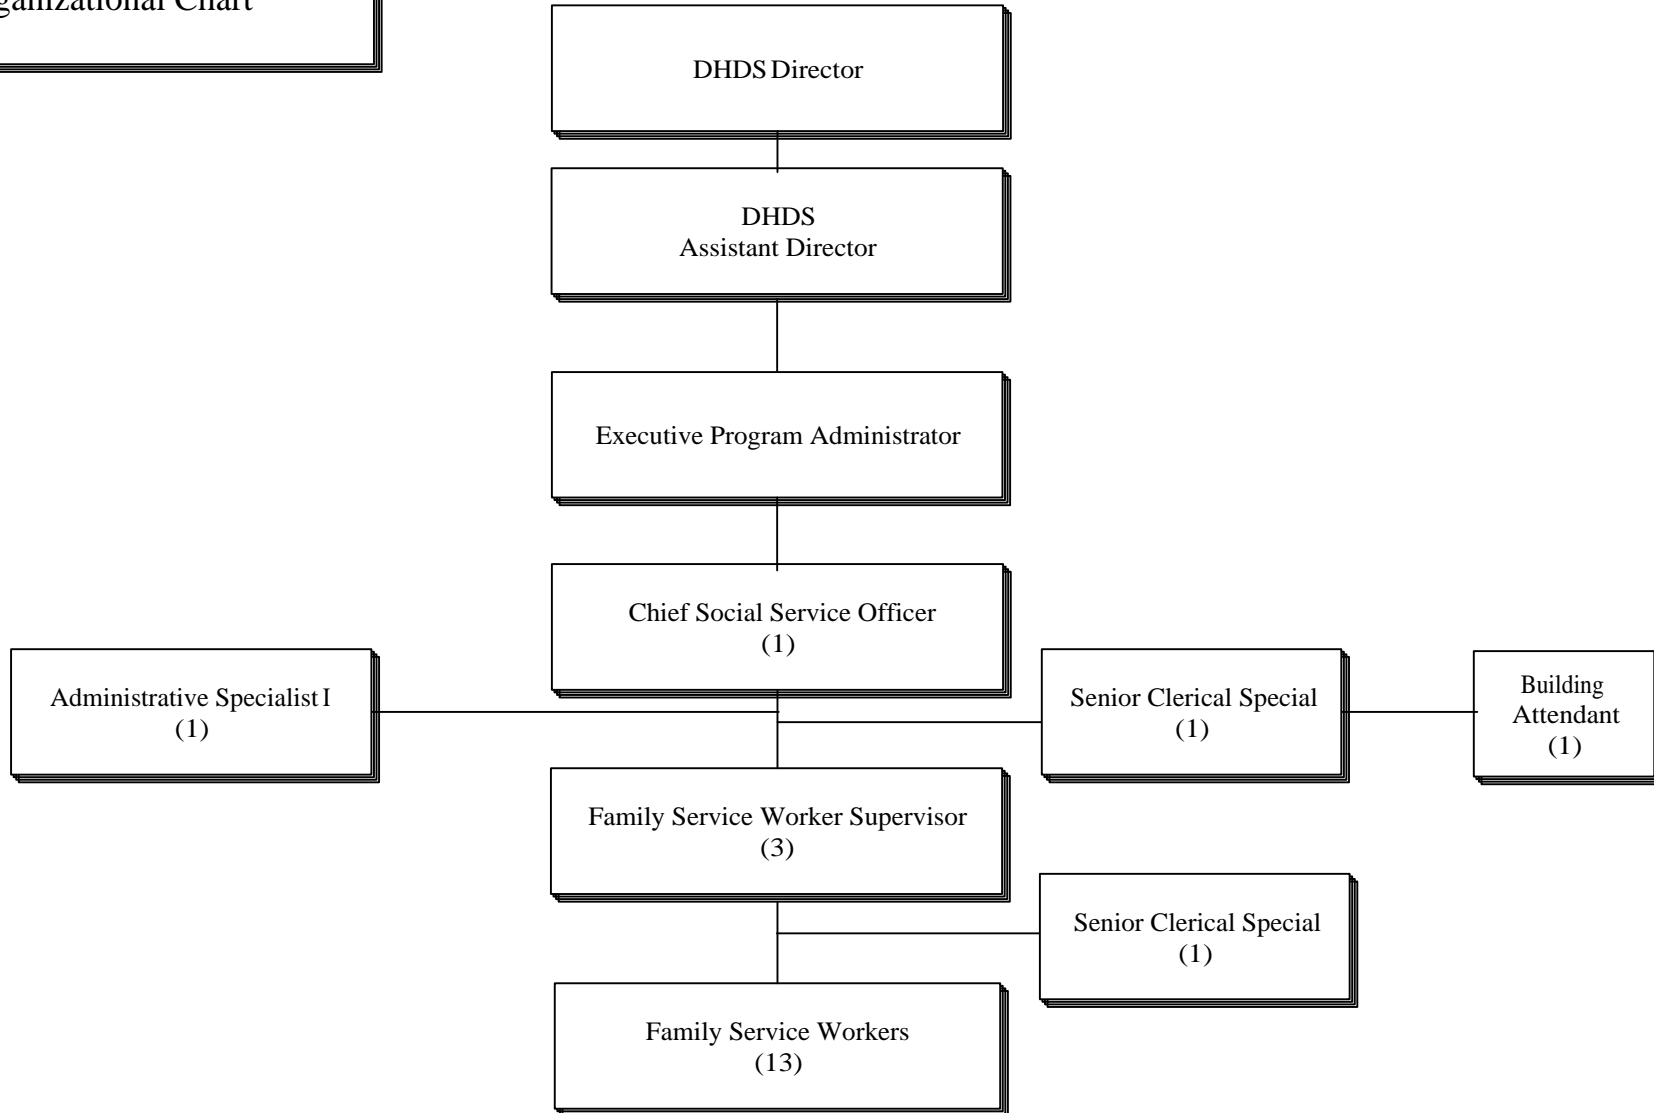 Chart
DHDS Director
DHDS
Assistant Director
Executive Program Administrator
Chief Social Service Officer
(1)
Administrative Specialist I
(1)
Senior Clerical Special
(1)
Building
Attendant
(1)
Family Service Worker Supervisor
(3)
Senior Clerical Special
(1)
Family Service Workers
(13)